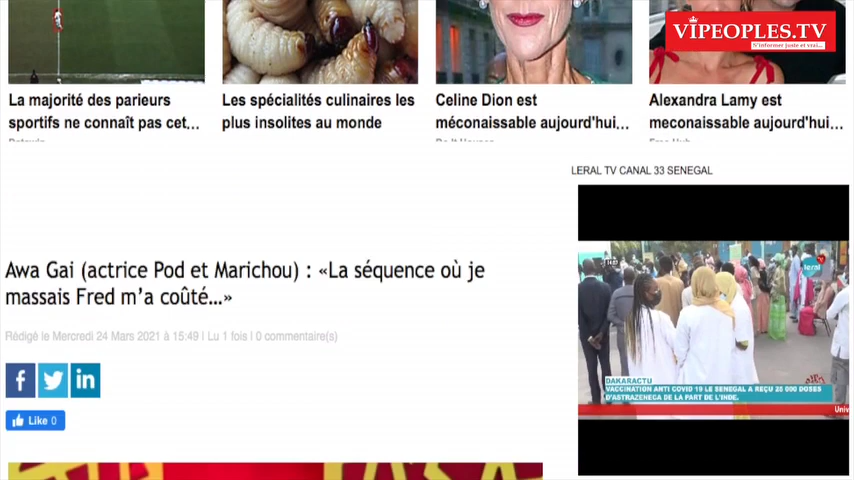 VIPEOPLES.TV
S'informer juste et vrai...
La majorité des parieurs
sportifs ne connaît pas cet...
Les spécialités culinaires les
plus insolites au monde
Celine Dion est
méconaissable aujourd'hui...
Alexandra Lamy est
meconaissable aujourd'hui...
LERAL TV CANAL 33 SENEGAL
Awa Gai (actrice Pod et Marichou) : «La séquence où je
massais Fred m'a coûté...»
Rédigé le Mercredi 24 Mars 2021 à 15:49 | Lu 1 fois | 0 commentaire(s)
Like 0
leral
DAKARACTU
VACCINATION ANTI COVID 19 LE SENEGAL A REÇU 25 000 DOSES
D'ASTRAZENEGA DE LA PART DE L'INDE.
Univ